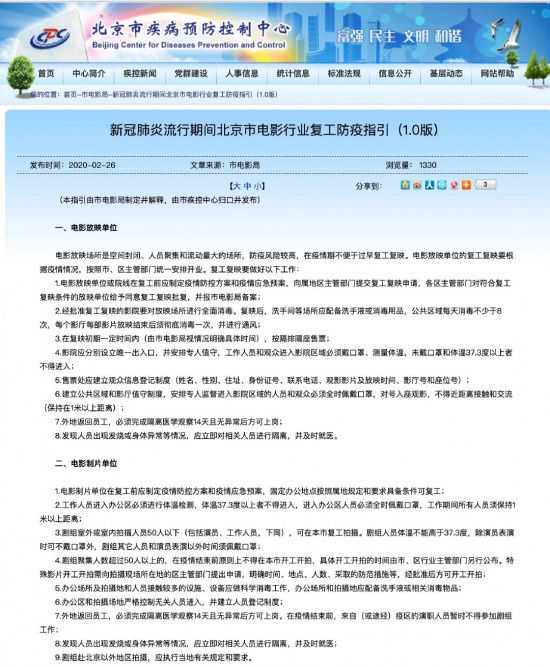 北京市疾病预防控制中心
Beijing Center for Diseases Prevention and Control
富强 民主 文明 和谐
首页 中心简介 疾控新闻 党群建设 人事信息 统计信息 标准法规 信息公开 基层动态 网站帮助
您的位置：首页--市电影局--新冠肺炎流行期间北京市电影行业复工防疫指引（1.0版）
新冠肺炎流行期间北京市电影行业复工防疫指引（1.0版）
发布时间：2020-02-26 文章来源：市电影局 浏览量： 1330
【大 中 小】 分享到： 3
（本指引由市电影局制定并解释，由市疾控中心归口并发布）
一、电影放映单位
电影放映场所是空间封闭、人员聚集和流动量大的场所，防疫风险较高，在疫情期不便于过早复工复映。电影放映单位的复工复映要根
据疫情情况。按照市、区主管部门统一安排开业。复工复映要做好以下工作：
1.电影放映单位或院线在复工前应制定疫情防控方案和疫情应急预案，向属地区主管部门提交复工复映申请，各区主管部门对符合复工
复映条件的放映单位给予同意复工复映批复，并报市电影局备案；
2.经批准复工复映的影院要对放映场所进行全面消毒。复映后，洗手间等场所应配备洗手液或消毒用品，公共区域每天消毒不少于8
次，每个影厅每部影片放映结束后须彻底消毒一次，并进行通风；
3.在复映初期一定时间内（由市电影局视情况明确具体时间），按隔排隔座售票；
4.影院应分别设立唯一出入口，并安排专人值守，工作人员和观众进入影院区域必须戴口罩、测量体温，未戴口罩和体温37.3度以上者
不得进入；
5.售票处应建立观众信息登记制度（姓名、性别、住址、身份证号、联系电话、观影影片及放映时间、影厅号和座位号）；
6.建立公共区域和影厅值守制度，安排专人监督进入影院区域的人员和观众必须全时佩戴口罩，对号入座观影，不得近距离接触和交流
（保持在1米以上距离）；
7.外地返回员工，必须完成隔离医学观察14天且无异常后方可上岗；
8.发现人员出现发烧或身体异常等情况，应立即对相关人员进行隔离，并及时就医。
二、电影制片单位
1.电影制片单位在复工前应制定疫情防控方案和疫情应急预案，固定办公地点按照属地规定和要求具备条件可复工；
2.工作人员进入办公区必须进行体温检测，体温37.3度以上者不得进入，进入办公区人员必须全时佩戴口罩，工作期间所有人员须保持1
米以上距离；
3.剧组室外或室内拍摄人员50人以下（包括演员、工作人员，下同），可在本市复工拍摄。剧组人员体温不能高于37.3度，除演员表演
时可不戴口罩外，剧组其它人员和演员表演以外时间须佩戴口罩；
4.剧组聚集人数超过50人以上的，在疫情结束前原则上不得在本市开工开拍，具体开工开拍的时间由市、区行业主管部门另行公布。特
殊影片开工开拍需向拍摄现场所在地的区主管部门提出申请，明确时间、地点、人数、采取的防范措施等，经批准后方可开工开拍；
5.办公场所及拍摄地和人员接触较多的设施、设备应做科学消毒工作，办公场所和拍摄地应配备洗手液或相关消毒物品；
6.办公区和拍摄场地严格控制无关人员进入，并建立人员登记制度；
7.外地返回员工，必须完成隔离医学观察14天且无异常后方可上岗。在疫情结束前，来自（或途经）疫区的演职人员暂时不得参加剧组
工作；
8.发现人员出现发烧或身体异常等情况，应立即对相关人员进行隔离，并及时就医；
9.剧组赴北京以外地区拍摄，应执行当地有关规定和要求。